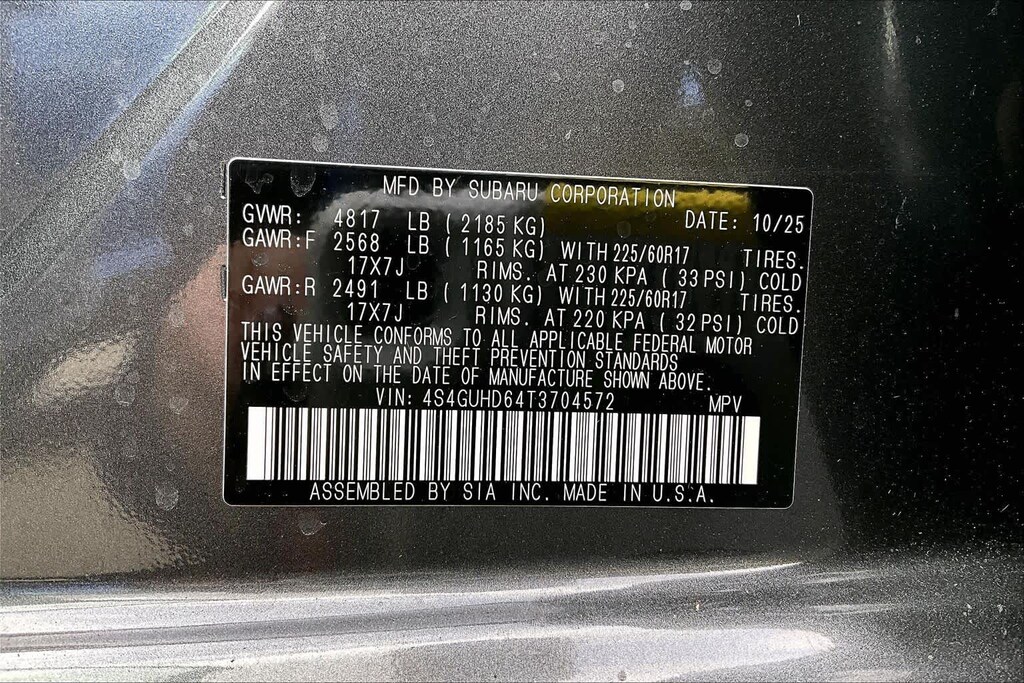 MFD BY SUBARU CORPORATION
GVWR: 4817 LB ( 2185 KG) DATE: 10/25
GAWR:F 2568 LB ( 1165 KG) WITH 225/60R17 TIRES.
17X7J RIMS. AT 230 KPA ( 33 PSI) COLD
GAWR:R 2491 LB ( 1130 KG) WITH 225/60R17 TIRES.
17X7J RIMS. AT 220 KPA ( 32 PSI) COLD
THIS VEHICLE CONFORMS TO ALL APPLICABLE FEDERAL MOTOR
VEHICLE SAFETY AND THEFT PREVENTION STANDARDS
IN EFFECT ON THE DATE OF MANUFACTURE SHOWN ABOVE.
VIN: 4S4GUHD64T3704572 MPV
ASSEMBLED BY SIA INC. MADE IN U.S.A.